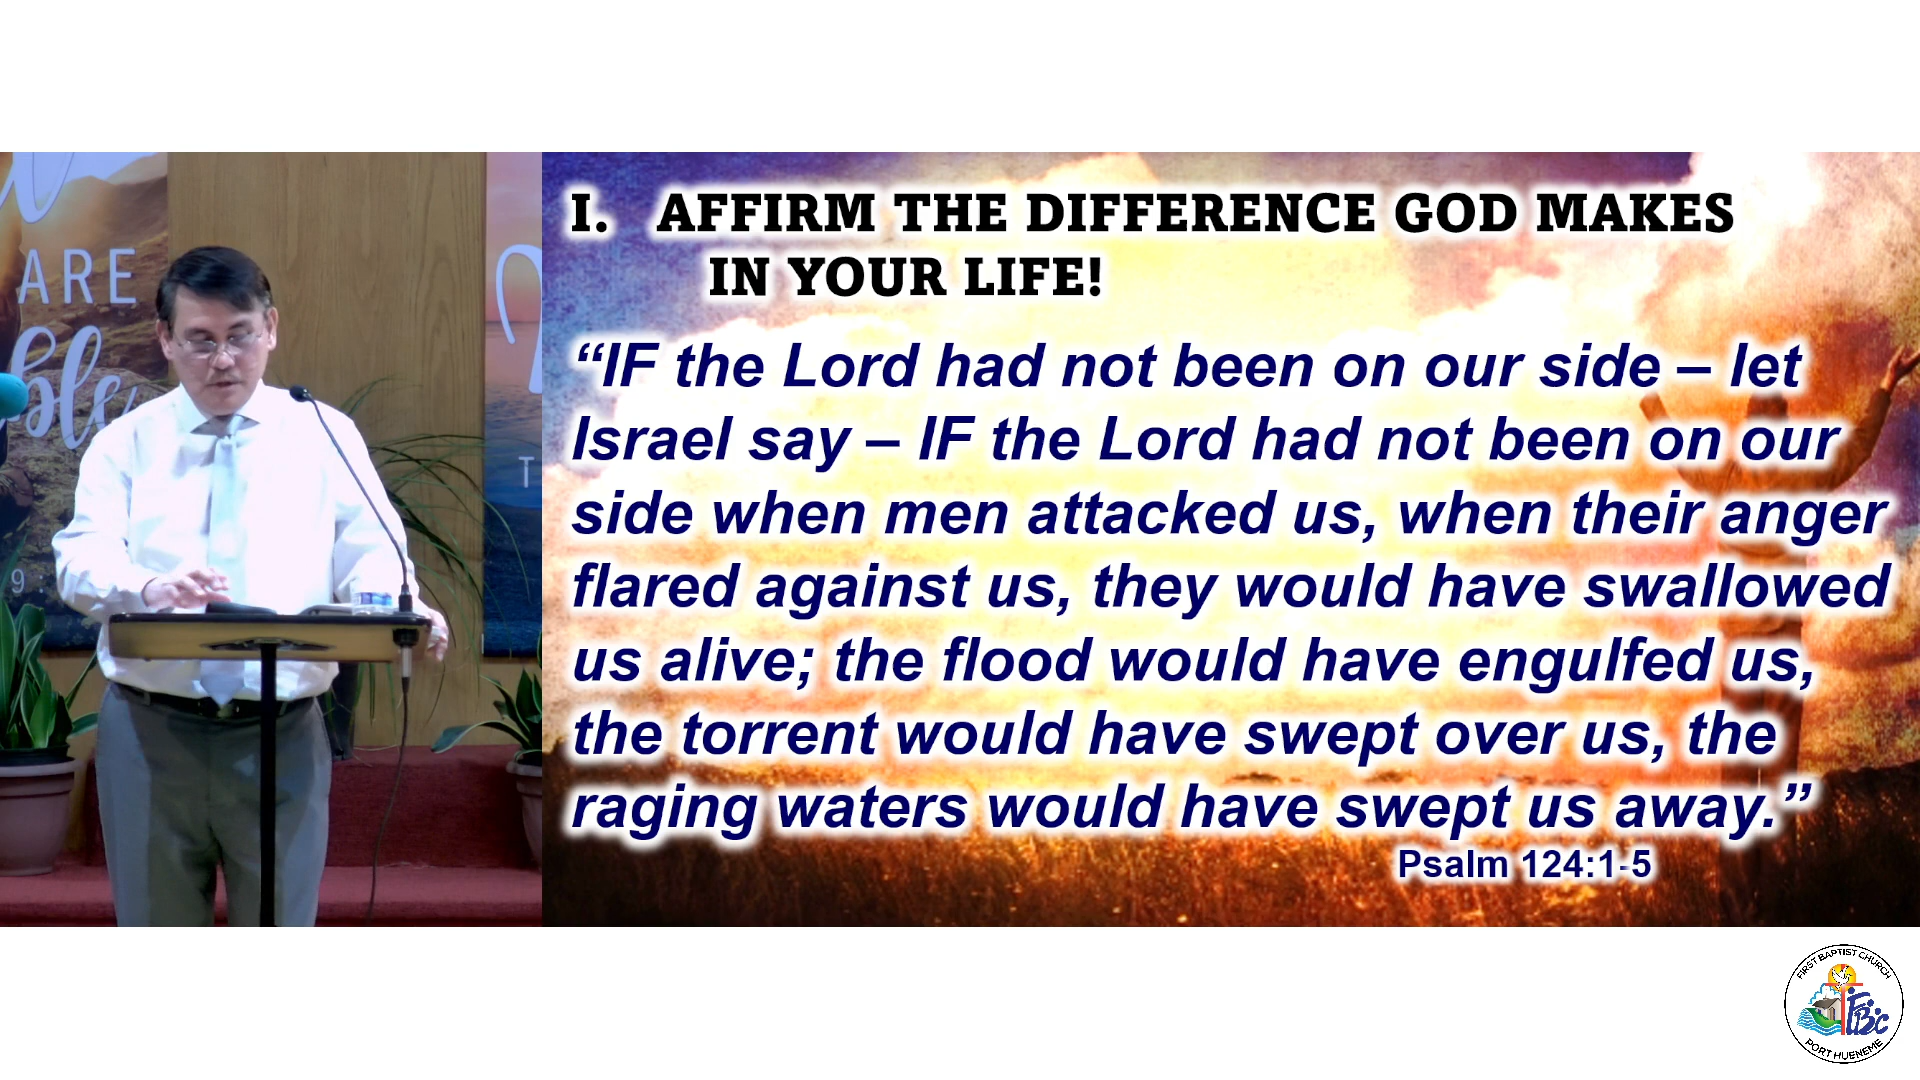 ARE
ble
T
9
I. AFFIRM THE DIFFERENCE GOD MAKES
IN YOUR LIFE!
“IF the Lord had not been on our side – let
Israel say – IF the Lord had not been on our
side when men attacked us, when their anger
flared against us, they would have swallowed
us alive; the flood would have engulfed us,
the torrent would have swept over us, the
raging waters would have swept us away.”
Psalm 124:1-5
FIRST BAPTIST CHURCH
FBC
PORT HUENEME